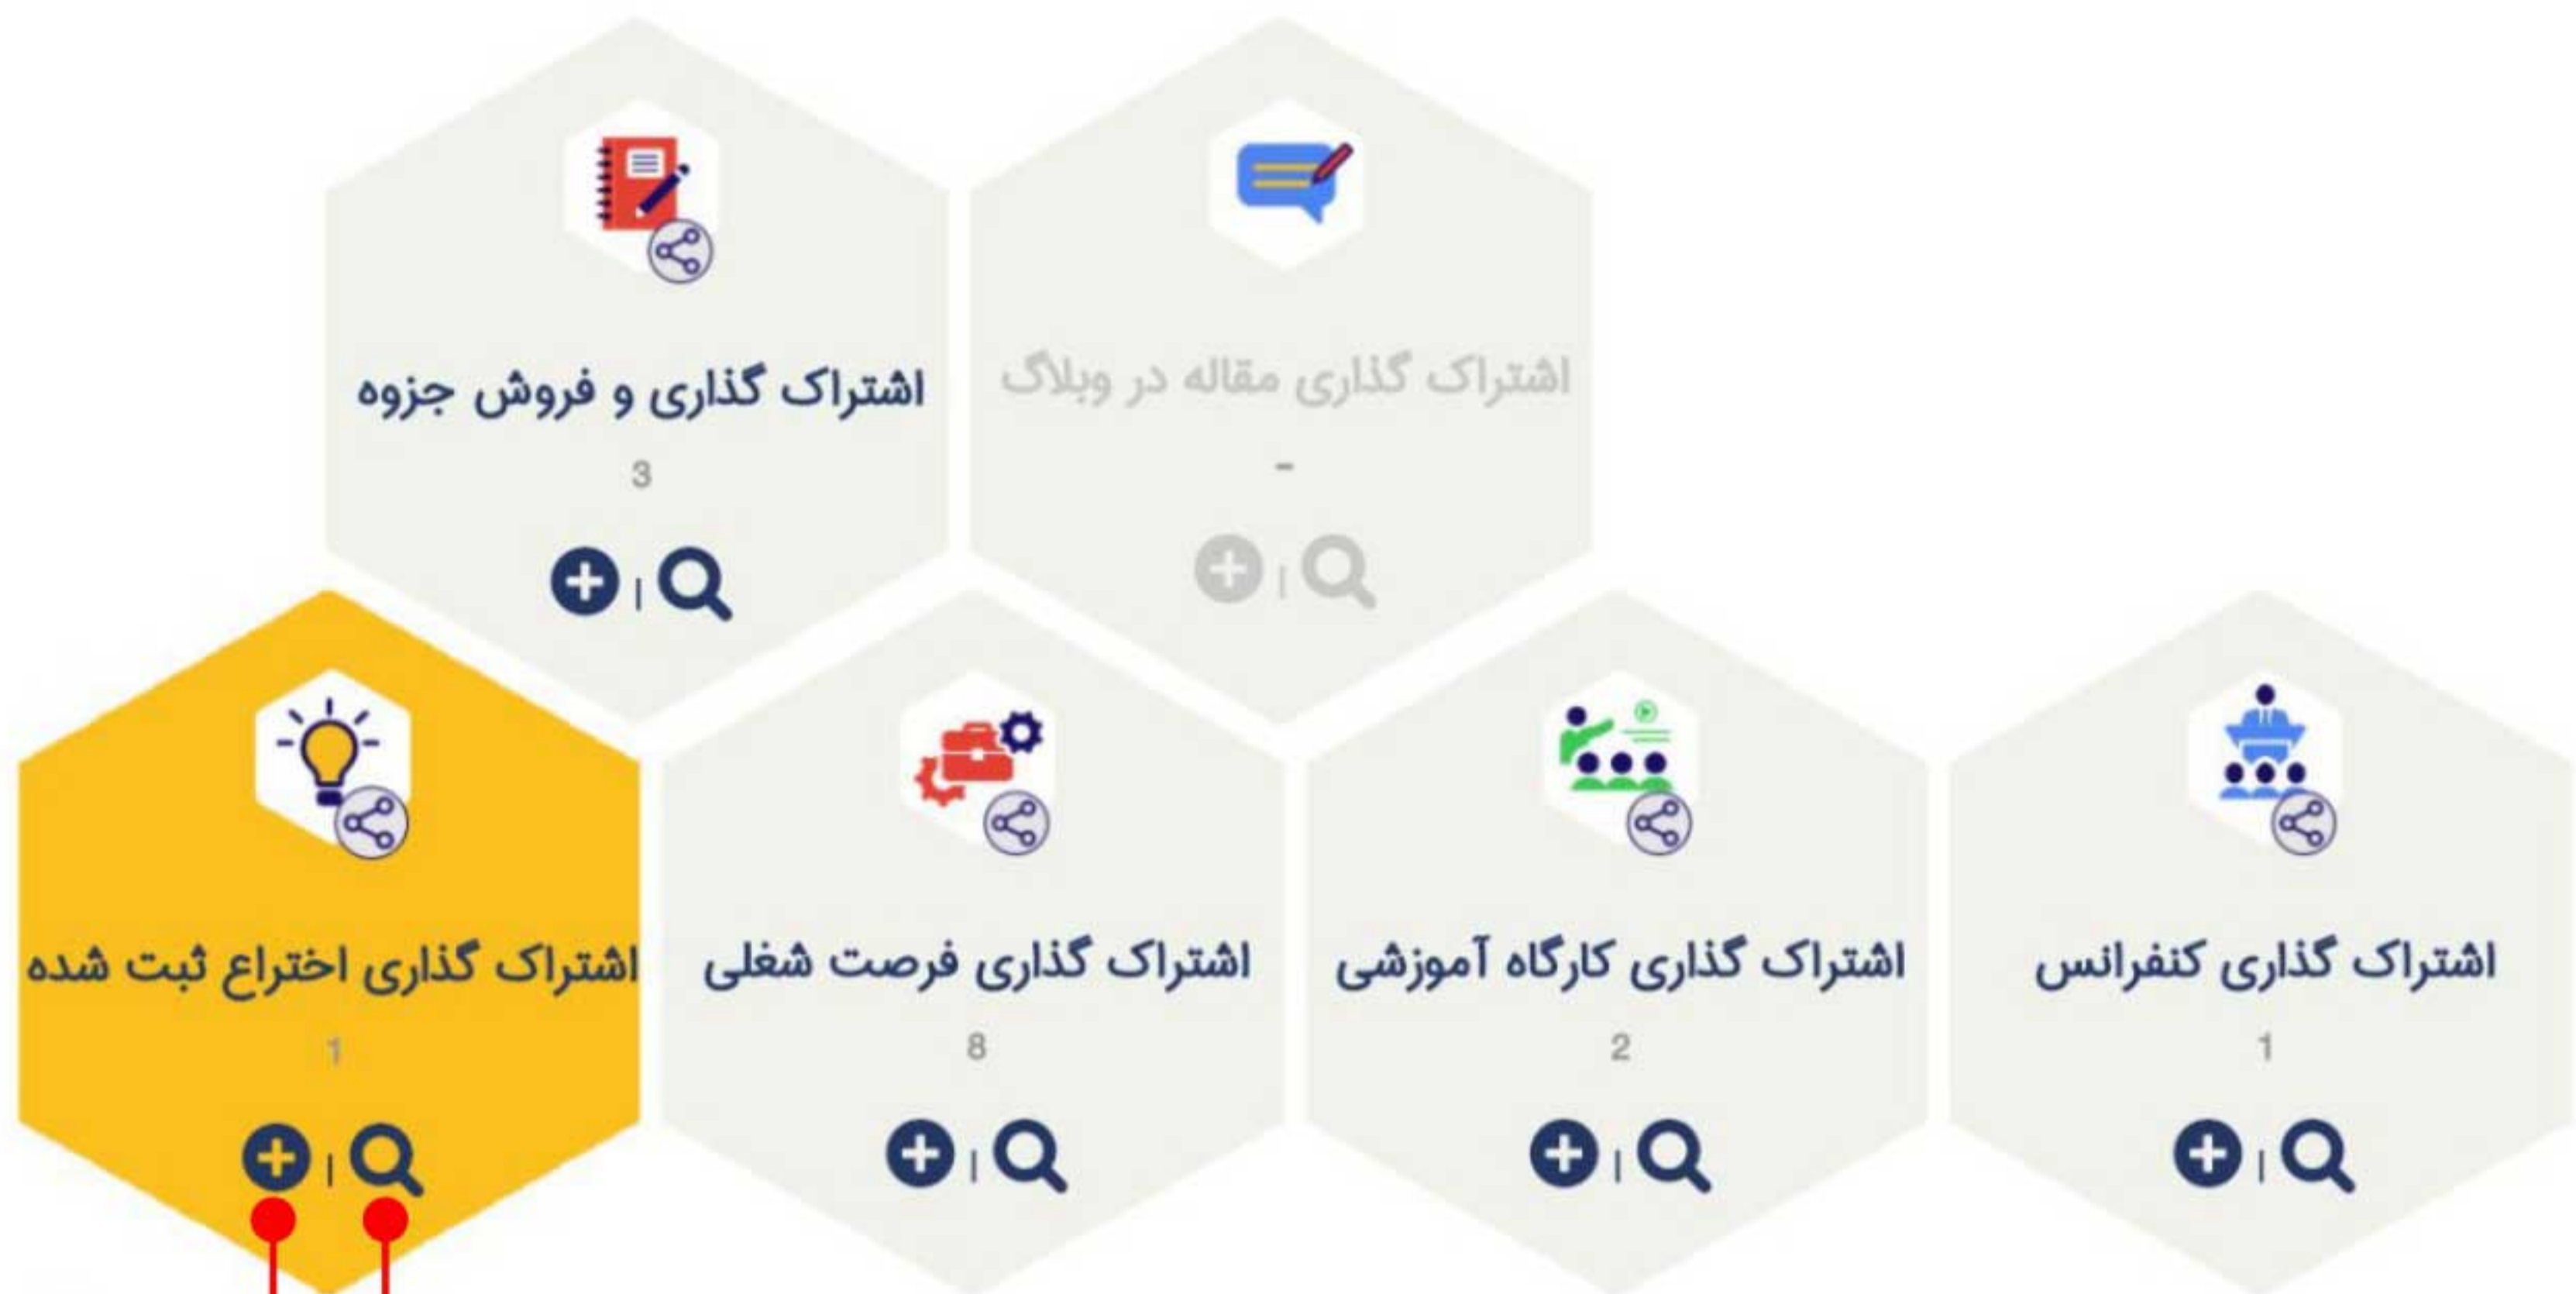 اشتراک گذاری مقاله در وبلاگ
-
اشتراک گذاری و فروش جزوه
3
اشتراک گذاری کنفرانس
1
اشتراک گذاری کارگاه آموزشی
2
اشتراک گذاری فرصت شغلی
8
اشتراک گذاری اختراع ثبت شده
1